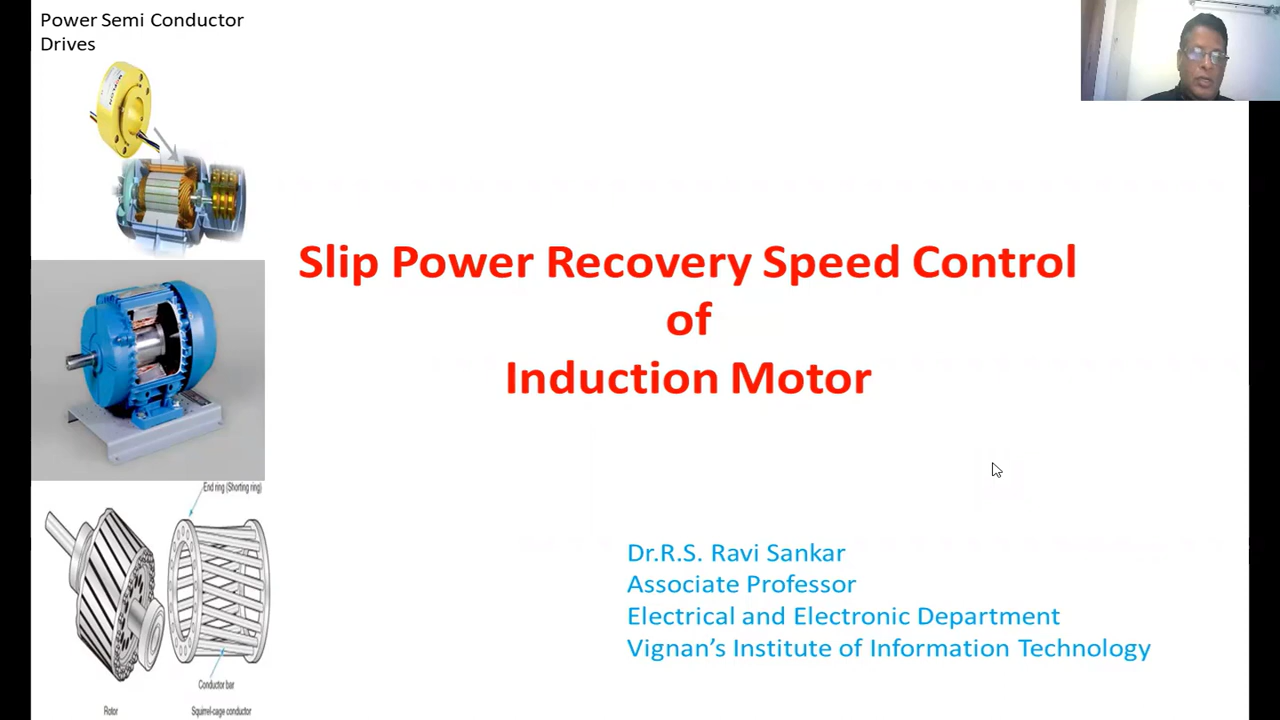 Power Semi Conductor
Drives
Slip Power Recovery Speed Control
of
Induction Motor
End ring (Shorting ring)
Conductor bar
Rotor
Squirrel-cage conductor
Dr.R.S. Ravi Sankar
Associate Professor
Electrical and Electronic Department
Vignan's Institute of Information Technology